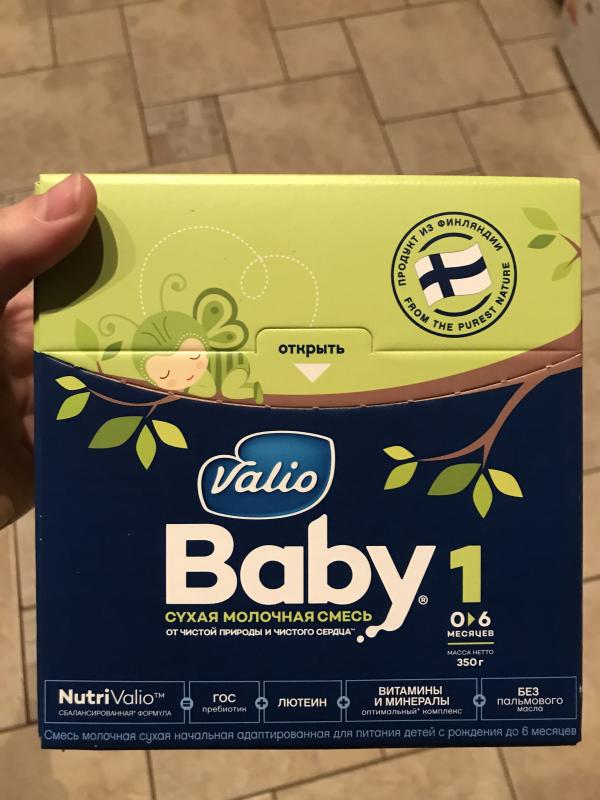 ПРОДУКТ ИЗ ФИНЛЯНДИИ
FROM THE PUREST NATURE
открыть
Valio
Baby® 1
СУХАЯ МОЛОЧНАЯ СМЕСЬ
ОТ ЧИСТОЙ ПРИРОДЫ И ЧИСТОГО СЕРДЦА™
0 6
МЕСЯЦЕВ
МАССА НЕТТО
350 г
NutriValio™
СБАЛАНСИРОВАННАЯ* ФОРМУЛА
=
ГОС
пребиотик
+
ЛЮТЕИН
+
ВИТАМИНЫ
И МИНЕРАЛЫ
оптимальный* комплекс
+
БЕЗ
пальмового
масла
Смесь молочная сухая начальная адаптированная для питания детей с рождения до 6 месяцев